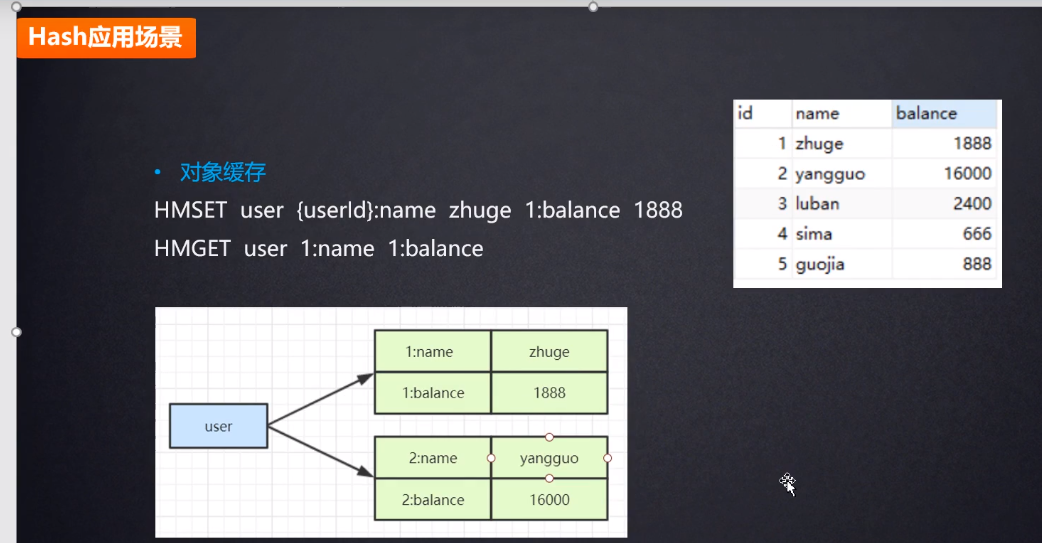 Hash应用场景
• 对象缓存
HMSET user {userId}:name zhuge 1:balance 1888
HMGET user 1:name 1:balance
id name balance
1 zhuge 1888
2 yangguo 16000
3 luban 2400
4 sima 666
5 guojia 888
user
1:name zhuge
1:balance 1888
2:name yangguo
2:balance 16000